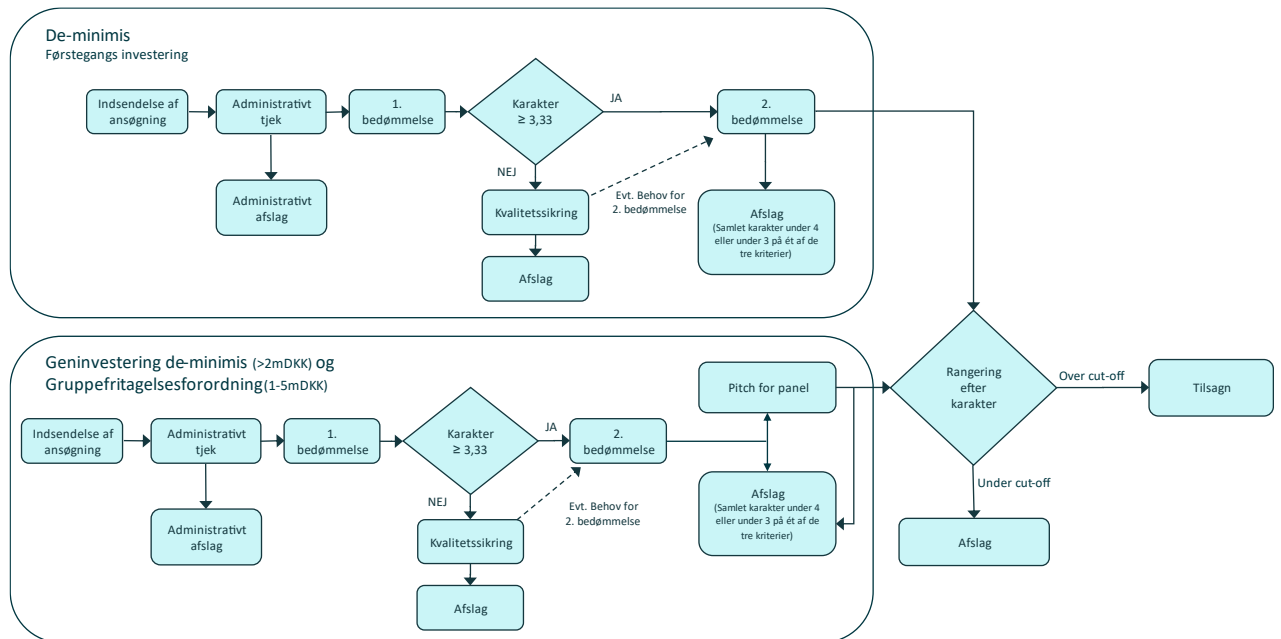 De-minimis
Førstegangs investering
Indsendelse af
ansøgning
Administrativt
tjek
1.
bedømmelse
Karakter
≥ 3,33
JA
2.
bedømmelse
NEJ
Administrativt
afslag
Kvalitetssikring
Evt. Behov for
2. bedømmelse
Afslag
(Samlet karakter under 4
eller under 3 på ét af de
tre kriterier)
Afslag
Geninvestering de-minimis (>2mDKK) og
Gruppefritagelsesforordning(1-5mDKK)
Indsendelse af
ansøgning
Administrativt
tjek
1.
bedømmelse
Karakter
≥ 3,33
JA
2.
bedømmelse
Pitch for panel
NEJ
Administrativt
afslag
Kvalitetssikring
Evt. Behov for
2. bedømmelse
Afslag
(Samlet karakter under 4
eller under 3 på ét af de
tre kriterier)
Afslag
Rangering
efter
karakter
Over cut-off
Tilsagn
Under cut-off
Afslag